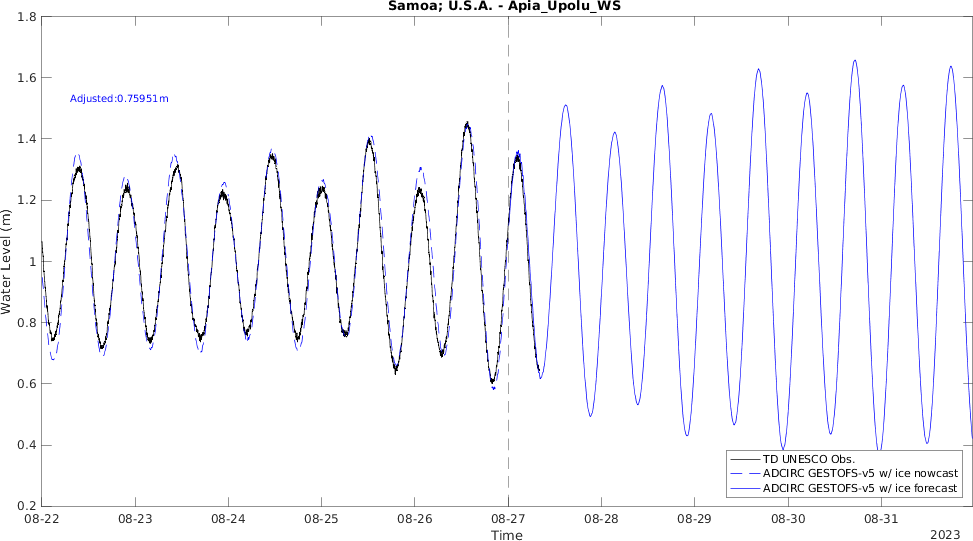 Samoa; U.S.A. - Apia_Upolu_WS
1.8
1.6
1.4
1.2
1
0.8
0.6
0.4
0.2
Water Level (m)
Adjusted:0.75951m
TD UNESCO Obs.
ADCIRC GESTOFS-v5 w/ ice nowcast
ADCIRC GESTOFS-v5 w/ ice forecast
08-22 08-23 08-24 08-25 08-26 08-27 08-28 08-29 08-30 08-31
Time
2023